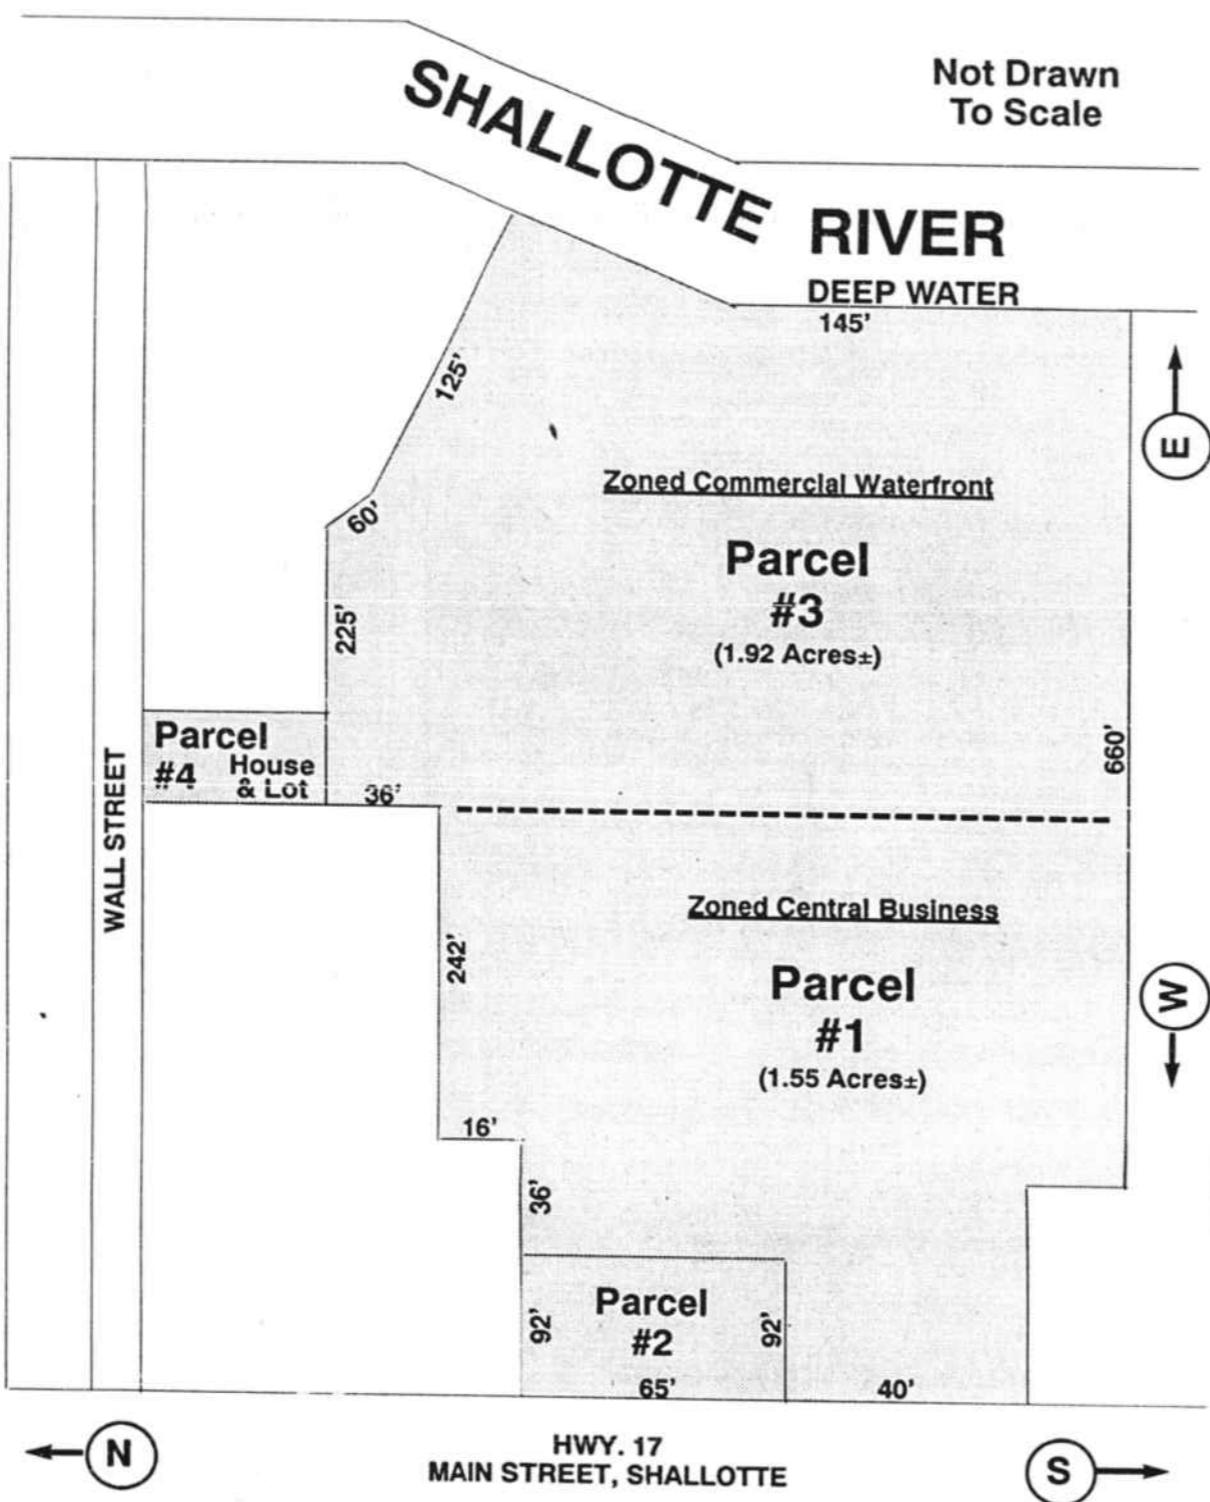 Not Drawn
To Scale
SHALLOTTE RIVER
DEEP WATER
145'
125'
E
Zoned Commercial Waterfront
60'
Parcel
#3
(1.92 Acres±)
225'
Parcel
#4 House
& Lot
36'
660'
WALL STREET
Zoned Central Business
242'
Parcel
#1
(1.55 Acres±)
W
16'
36'
Parcel
#2
92'
92'
65'
40'
N
HWY. 17
MAIN STREET, SHALLOTTE
S